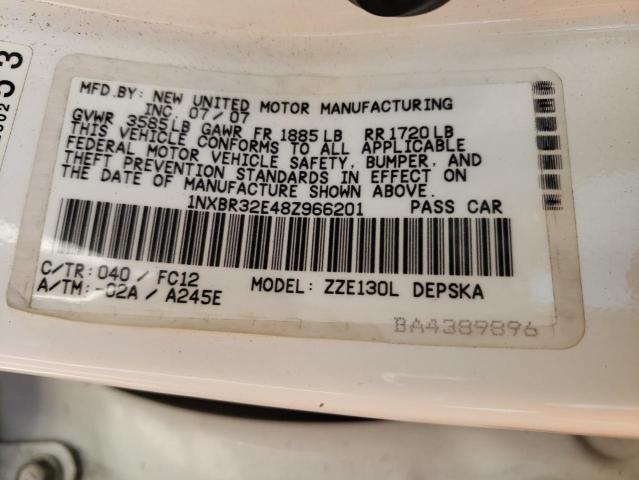 MFD.BY: NEW UNITED MOTOR MANUFACTURING
INC. 07/07
GVWR 3585LB GAWR FR 1885LB RR1720LB
THIS VEHICLE CONFORMS TO ALL APPLICABLE
FEDERAL MOTOR VEHICLE SAFETY, BUMPER, AND
THEFT PREVENTION STANDARDS IN EFFECT ON
THE DATE OF MANUFACTURE SHOWN ABOVE.
1NXBR32E48Z966201 PASS CAR
C/TR: 040 / FC12
A/TM: -02A / A245E
MODEL: ZZE130L DEPSKA
BA4389896
53